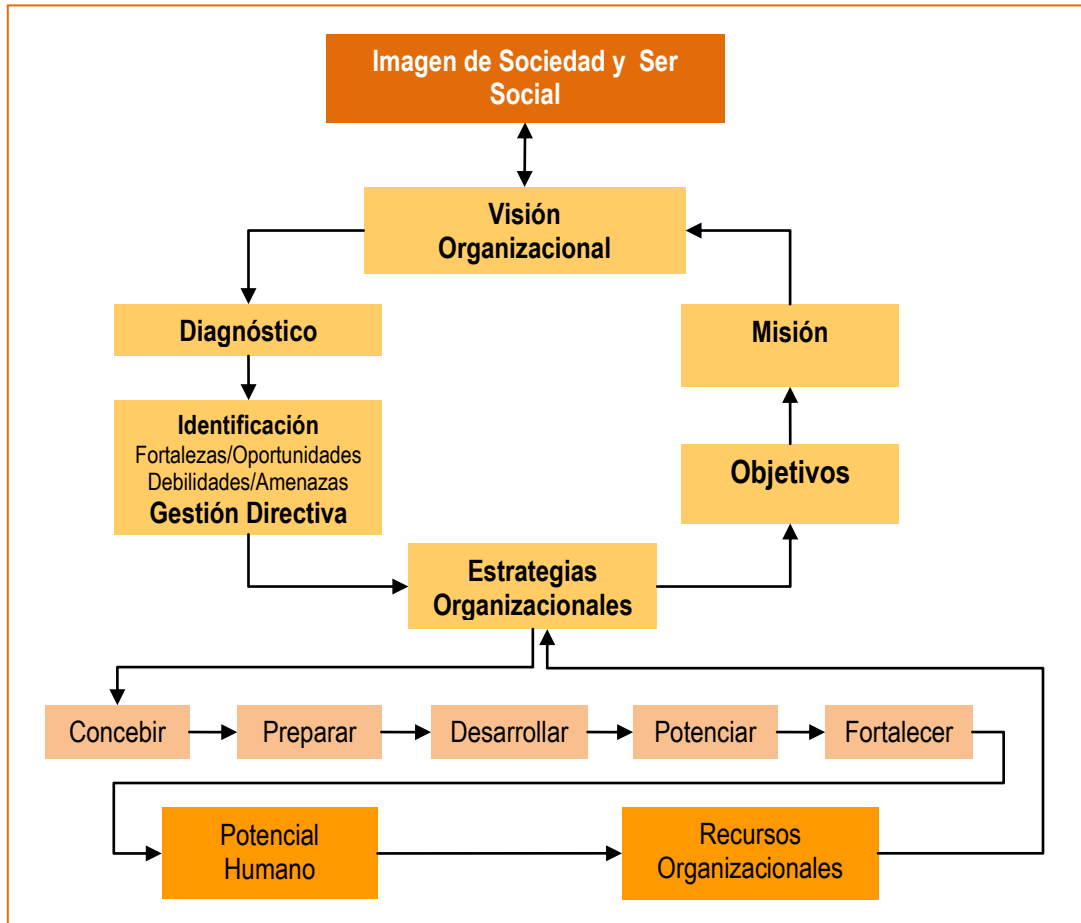 Imagen de Sociedad y Ser
Social
Visión
Organizacional
Diagnóstico
Misión
Identificación
Fortalezas/Oportunidades
Debilidades/Amenazas
Gestión Directiva
Objetivos
Estrategias
Organizacionales
Concebir
Preparar
Desarrollar
Potenciar
Fortalecer
Potencial
Humano
Recursos
Organizacionales